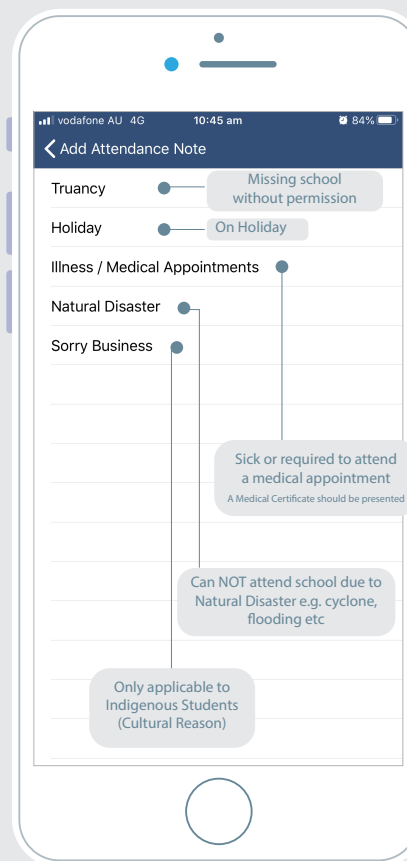 vodafone AU 4G 10:45 am 84%
Add Attendance Note
Truancy
Missing school
without permission
Holiday
On Holiday
Illness / Medical Appointments
Natural Disaster
Sorry Business
Sick or required to attend
a medical appointment
A Medical Certificate should be presented
Can NOT attend school due to
Natural Disaster e.g. cyclone,
flooding etc
Only applicable to
Indigenous Students
(Cultural Reason)